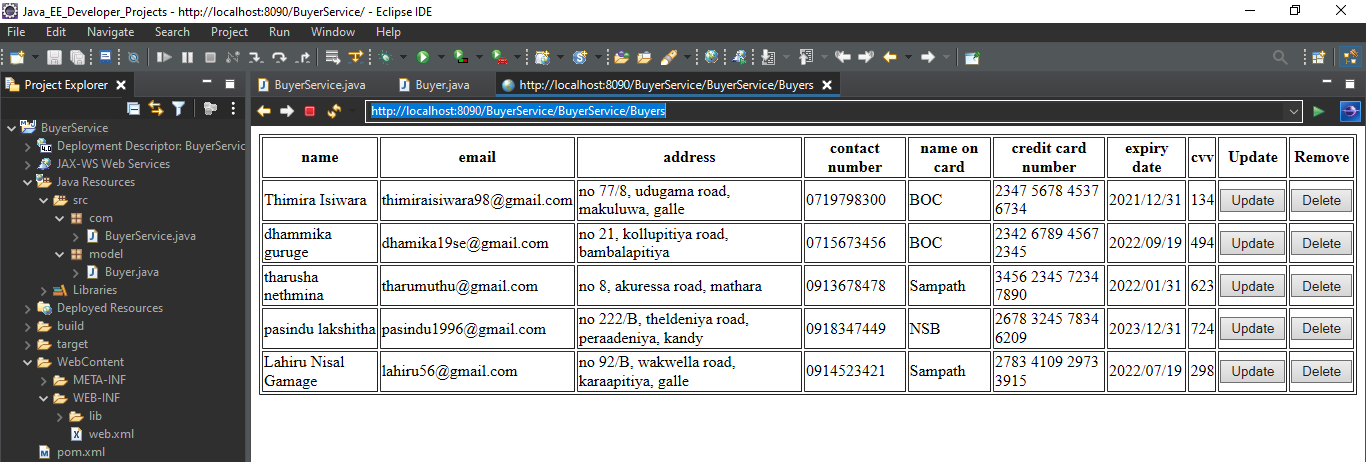 Java_EE_Developer_Projects - http://localhost:8090/BuyerService/ - Eclipse IDE
File Edit Navigate Search Project Run Window Help
Project Explorer
BuyerService.java Buyer.java http://localhost:8090/BuyerService/BuyerService/Buyers
http://localhost:8090/BuyerService/BuyerService/Buyers
BuyerService
Deployment Descriptor: BuyerServic
JAX-WS Web Services
Java Resources
src
com
BuyerService.java
model
Buyer.java
Libraries
Deployed Resources
build
target
WebContent
META-INF
WEB-INF
lib
web.xml
pom.xml
name email address contact number name on card credit card number expiry date cvv Update Remove
Thimira Isiwara thimiraisiwara98@gmail.com no 77/8, udugama road, makuluwa, galle 0719798300 BOC 2347 5678 4537 6734 2021/12/31 134 Update Delete
dhammika guruge dhamika19se@gmail.com no 21, kollupitiya road, bambalapitiya 0715673456 BOC 2342 6789 4567 2345 2022/09/19 494 Update Delete
tharusha nethmina tharumuthu@gmail.com no 8, akuressa road, mathara 0913678478 Sampath 3456 2345 7234 7890 2022/01/31 623 Update Delete
pasindu lakshitha pasindu1996@gmail.com no 222/B, theldeniya road, peraadeniya, kandy 0918347449 NSB 2678 3245 7834 6209 2023/12/31 724 Update Delete
Lahiru Nisal Gamage lahiru56@gmail.com no 92/B, wakwella road, karaapitiya, galle 0914523421 Sampath 2783 4109 2973 3915 2022/07/19 298 Update Delete